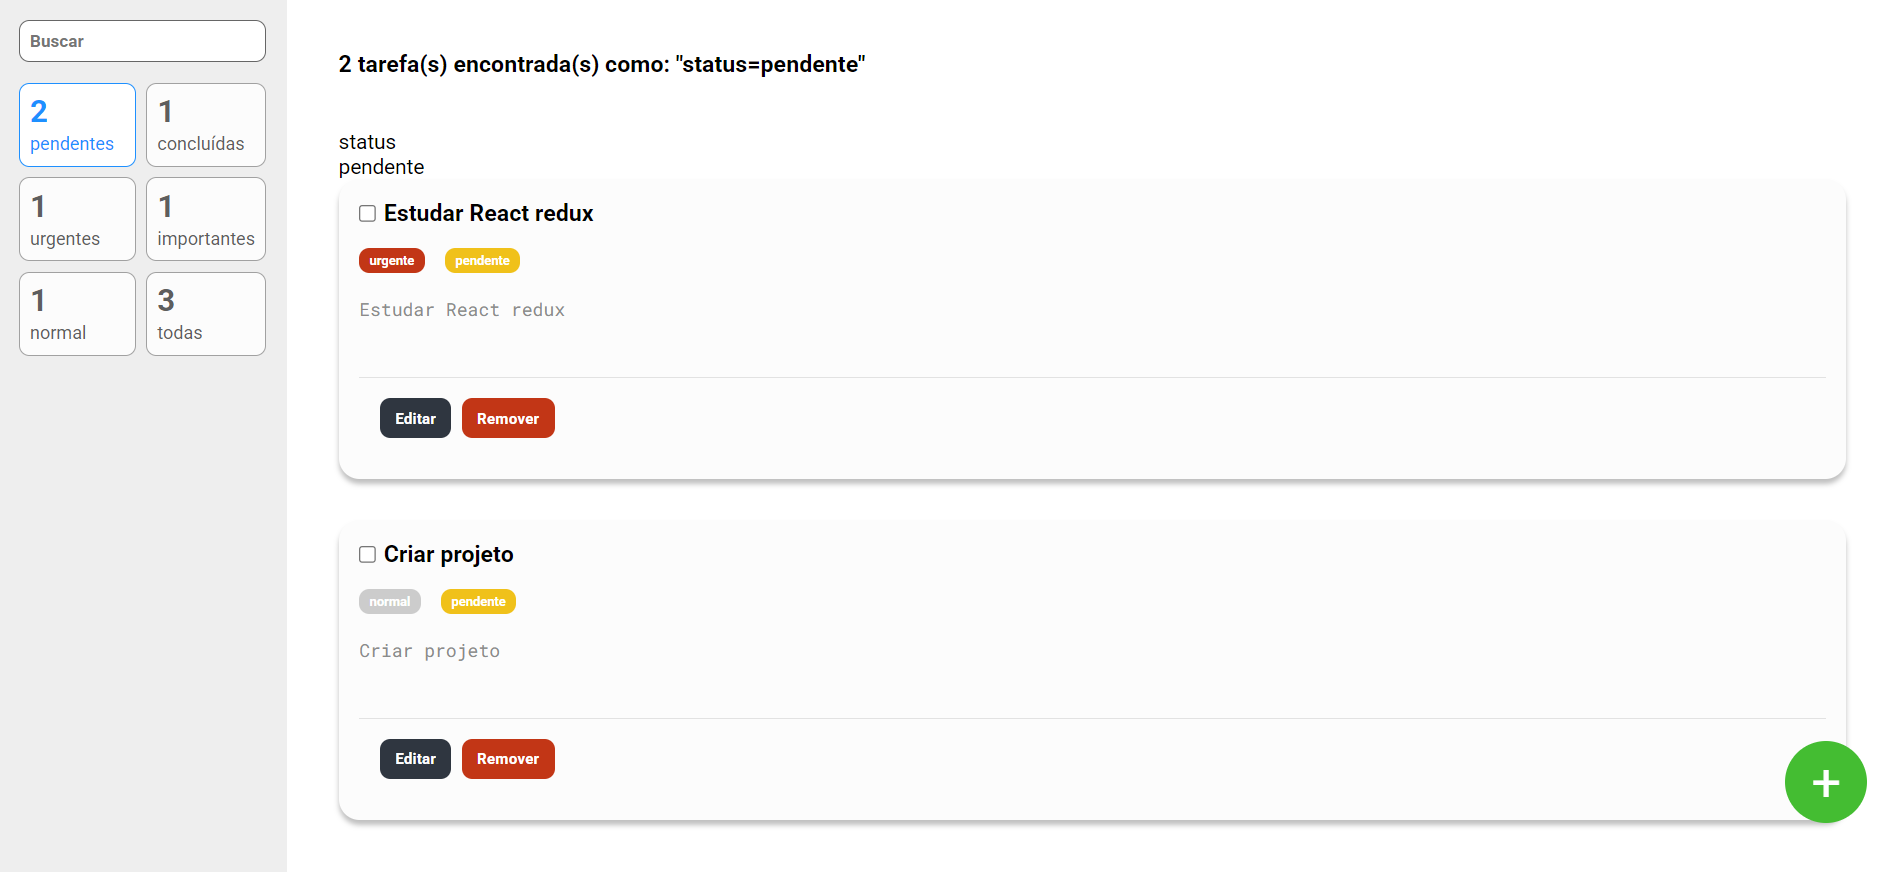 Buscar
2
pendentes
1
concluídas
1
urgentes
1
importantes
1
normal
3
todas
2 tarefa(s) encontrada(s) como: "status=pendente"
status
pendente
Estudar React redux
urgente
pendente
Estudar React redux
Editar
Remover
Criar projeto
normal
pendente
Criar projeto
Editar
Remover
+